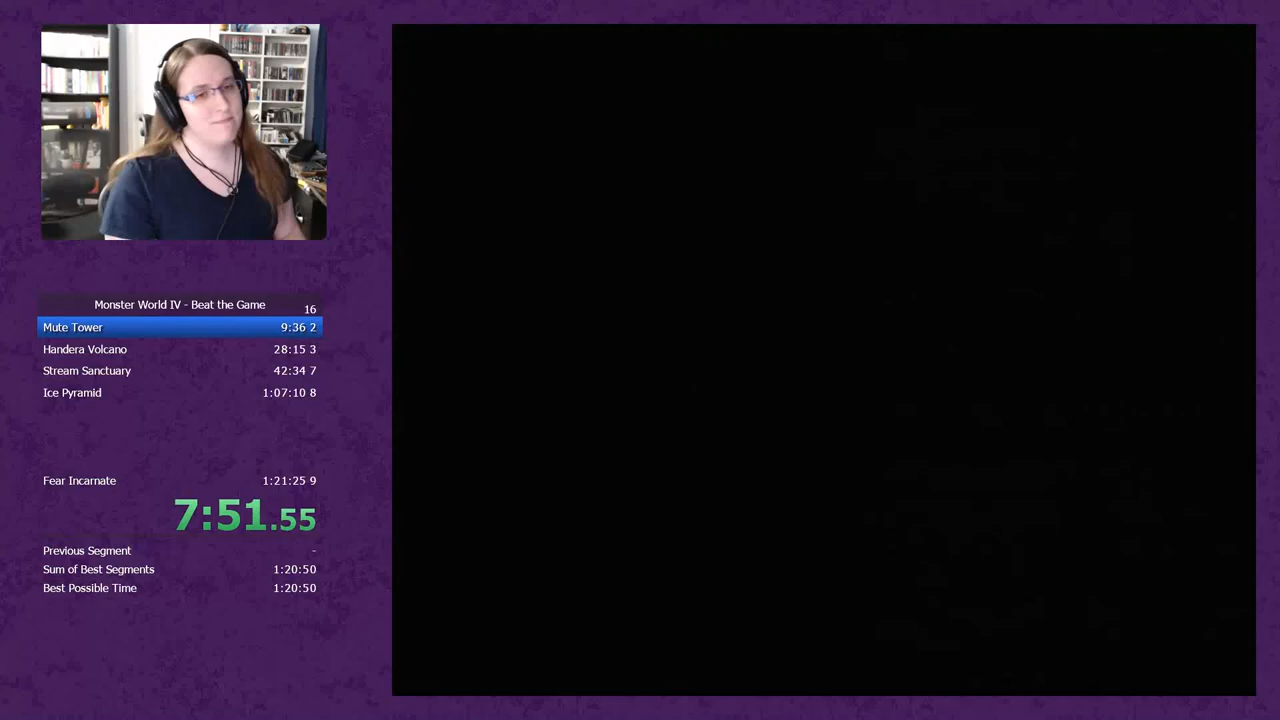 Monster World IV - Beat the Game
16
Mute Tower 9:36 2
Handera Volcano 28:15 3
Stream Sanctuary 42:34 7
Ice Pyramid 1:07:10 8
Fear Incarnate 1:21:25 9
7:51.55
Previous Segment -
Sum of Best Segments 1:20:50
Best Possible Time 1:20:50